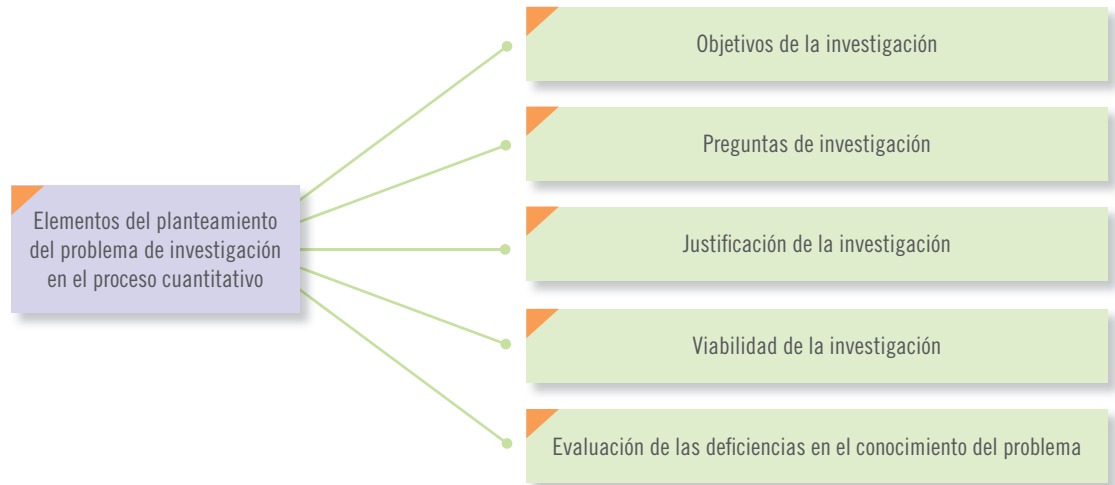 Objetivos de la investigación
Preguntas de investigación
Elementos del planteamiento
del problema de investigación
en el proceso cuantitativo
Justificación de la investigación
Viabilidad de la investigación
Evaluación de las deficiencias en el conocimiento del problema